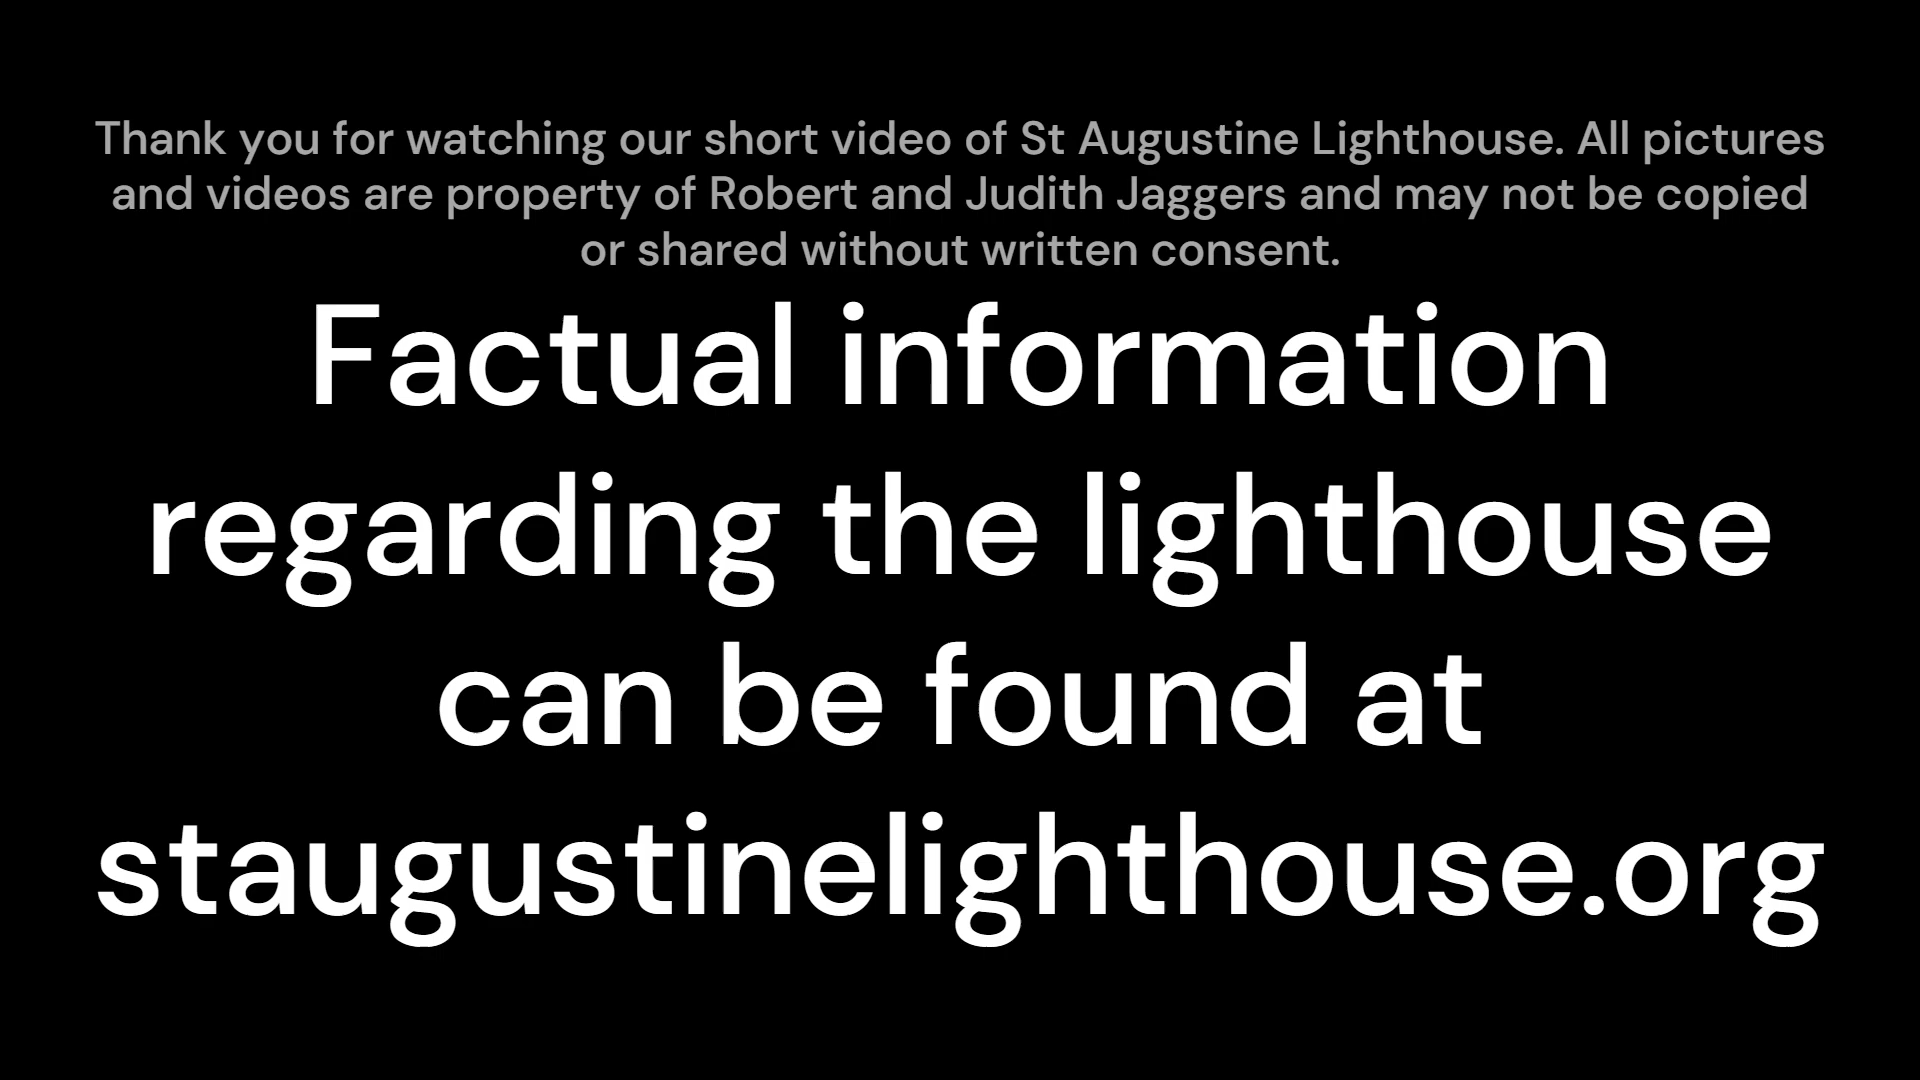 Thank you for watching our short video of St Augustine Lighthouse. All pictures
and videos are property of Robert and Judith Jaggers and may not be copied
or shared without written consent.
Factual information
regarding the lighthouse
can be found at
staugustinelighthouse.org